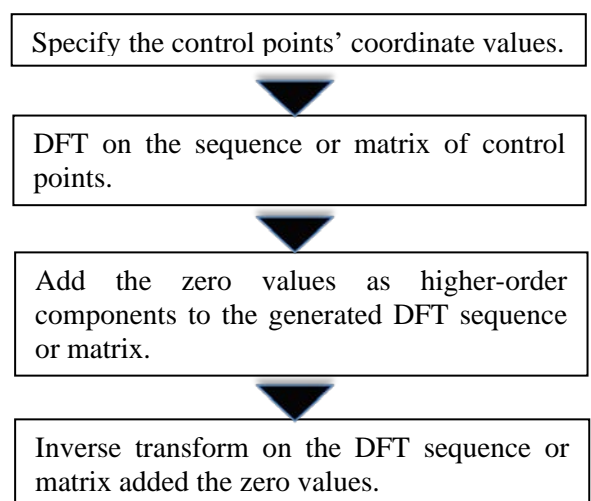 Specify the control points’ coordinate values.
DFT on the sequence or matrix of control
points.
Add the zero values as higher-order
components to the generated DFT sequence
or matrix.
Inverse transform on the DFT sequence or
matrix added the zero values.